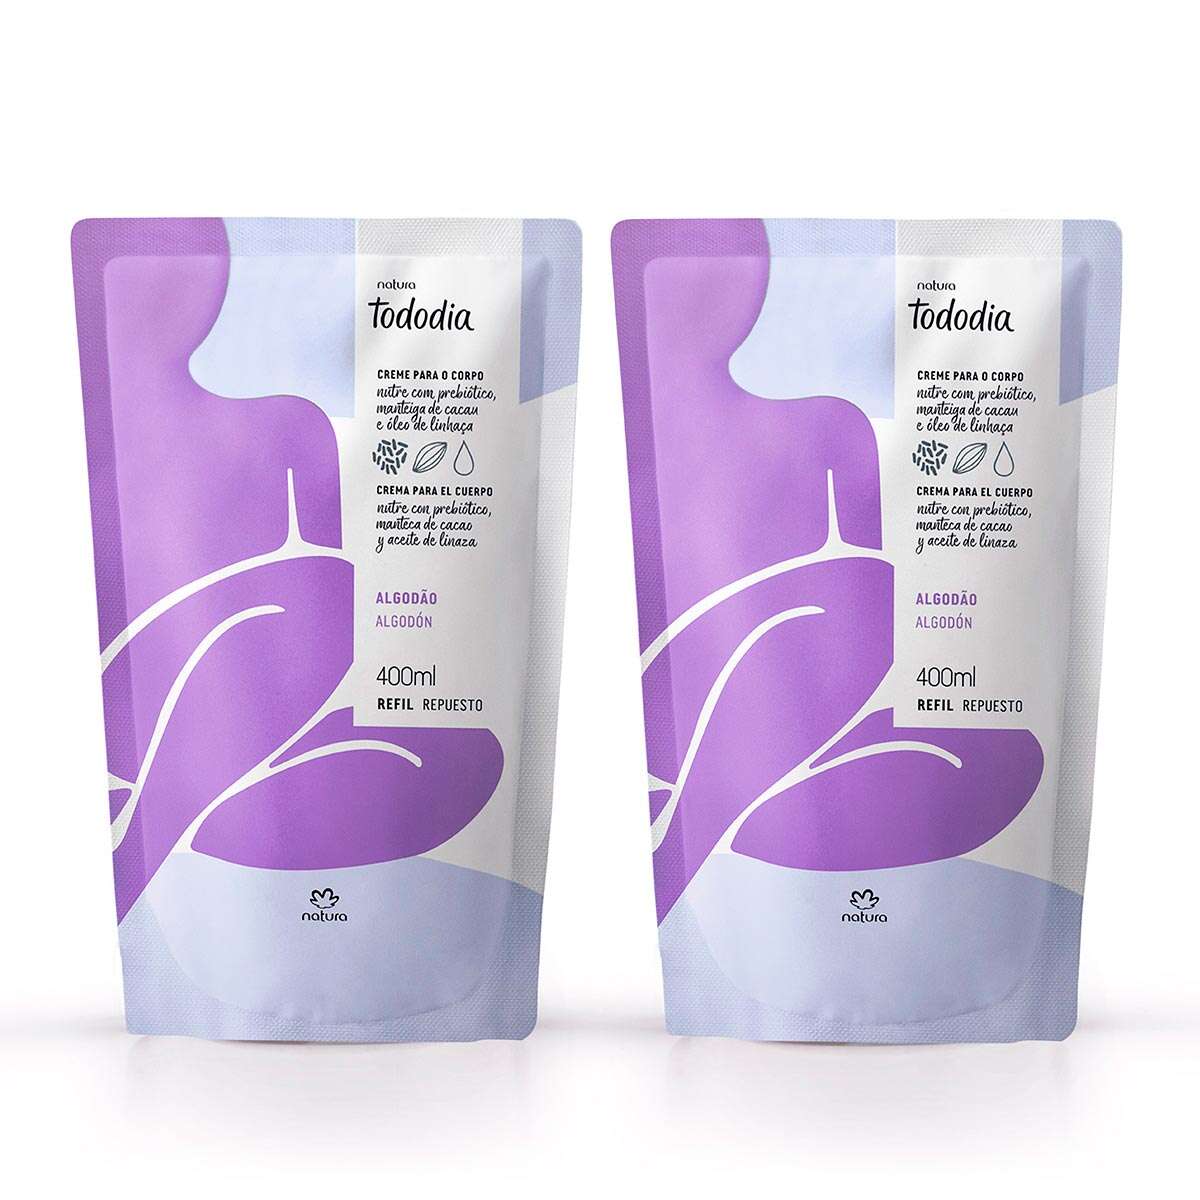 natura
Tododia
CREME PARA O CORPO
nutre com prebiótico,
manteiga de cacau
e óleo de linhaça
CREMA PARA EL CUERPO
nutre con prebiótico,
manteca de cacao
y aceite de linaza
ALGODÃO
ALGODÓN
400ml
REFIL REPUESTO
natura
natura
Tododia
CREME PARA O CORPO
nutre com prebiótico,
manteiga de cacau
e óleo de linhaça
CREMA PARA EL CUERPO
nutre con prebiótico,
manteca de cacao
y aceite de linaza
ALGODÃO
ALGODÓN
400ml
REFIL REPUESTO
natura